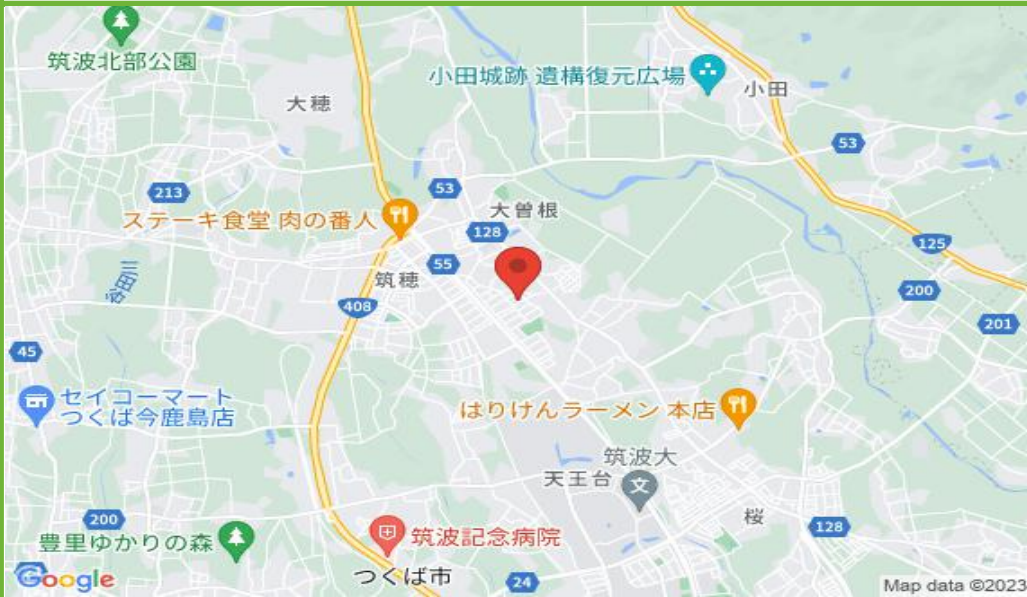 筑波北部公園
大穂
小田城跡 遺構復元広場
小田
53
213
53
大曽根
ステーキ食堂 肉の番人
128
125
55
筑穂
200
408
201
45
セイコーマート
つくば今鹿島店
はりけんラーメン 本店
筑波大
天王台
桜
200
128
豊里ゆかりの森
筑波記念病院
つくば市
24
Google
Map data ©2023